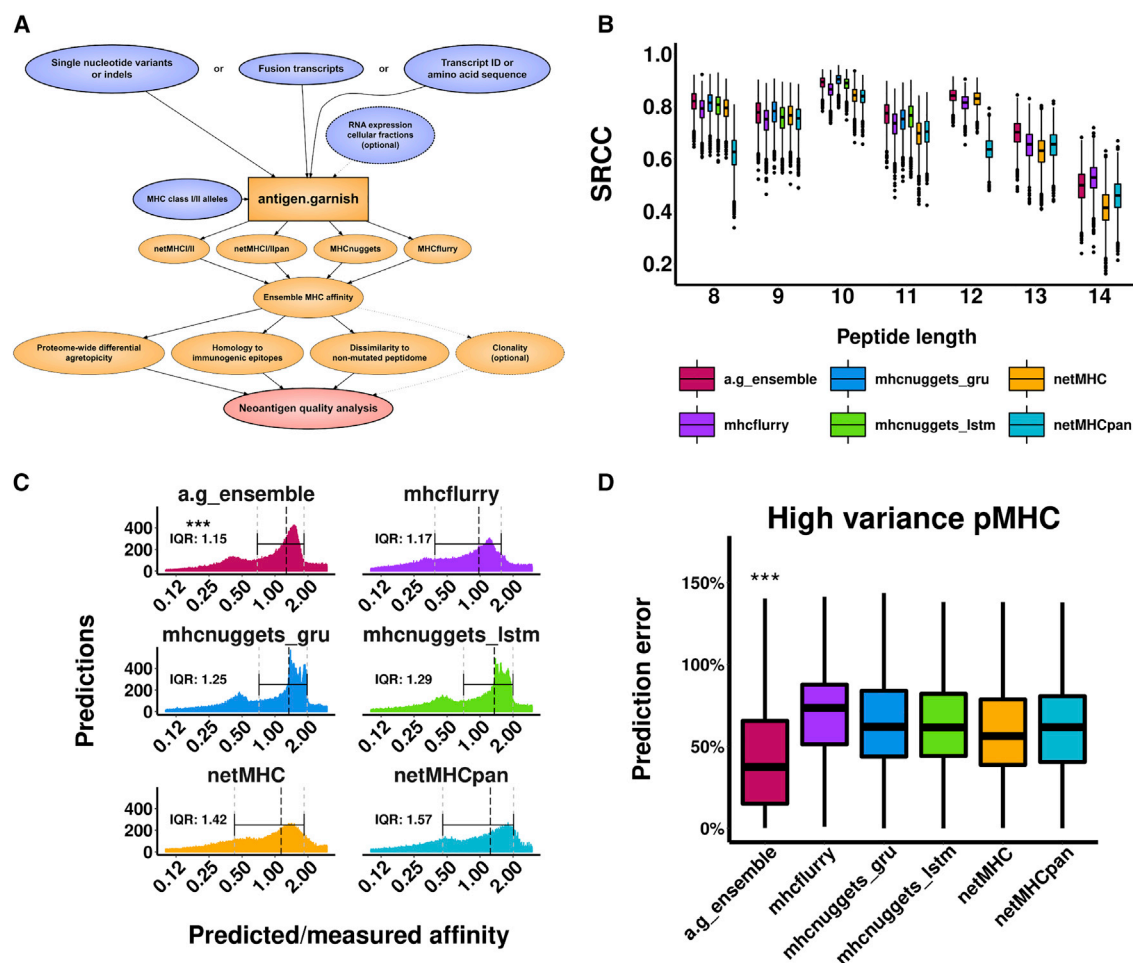 A
Single nucleotide variants
or indels
or
Fusion transcripts
or
Transcript ID or
amino acid sequence
RNA expression
cellular fractions
(optional)
MHC class I/II alleles
antigen.garnish
netMHCI/II
netMHCI/IIpan
MHCnuggets
MHCflurry
Ensemble MHC affinity
Proteome-wide differential
agretopicity
Homology to
immunogenic epitopes
Dissimilarity to
non-mutated peptidome
Clonality
(optional)
Neoantigen quality analysis
B
SRCC
1.0
0.8
0.6
0.4
0.2
8 9 10 11 12 13 14
Peptide length
a.g_ensemble mhcnuggets_gru netMHC
mhcflurry mhcnuggets_lstm netMHCpan
C
Predictions
a.g_ensemble
400
200
0
***
IQR: 1.15
0.12 0.25 0.50 1.00 2.00
mhcflurry
IQR: 1.17
0.12 0.25 0.50 1.00 2.00
mhcnuggets_gru
400
200
0
IQR: 1.25
0.12 0.25 0.50 1.00 2.00
mhcnuggets_lstm
IQR: 1.29
0.12 0.25 0.50 1.00 2.00
netMHC
400
200
0
IQR: 1.42
0.12 0.25 0.50 1.00 2.00
netMHCpan
IQR: 1.57
0.12 0.25 0.50 1.00 2.00
Predicted/measured affinity
D
High variance pMHC
Prediction error
150%
100%
50%
0%
***
a.g_ensemble
mhcflurry
mhcnuggets_gru
mhcnuggets_lstm
netMHC
netMHCpan